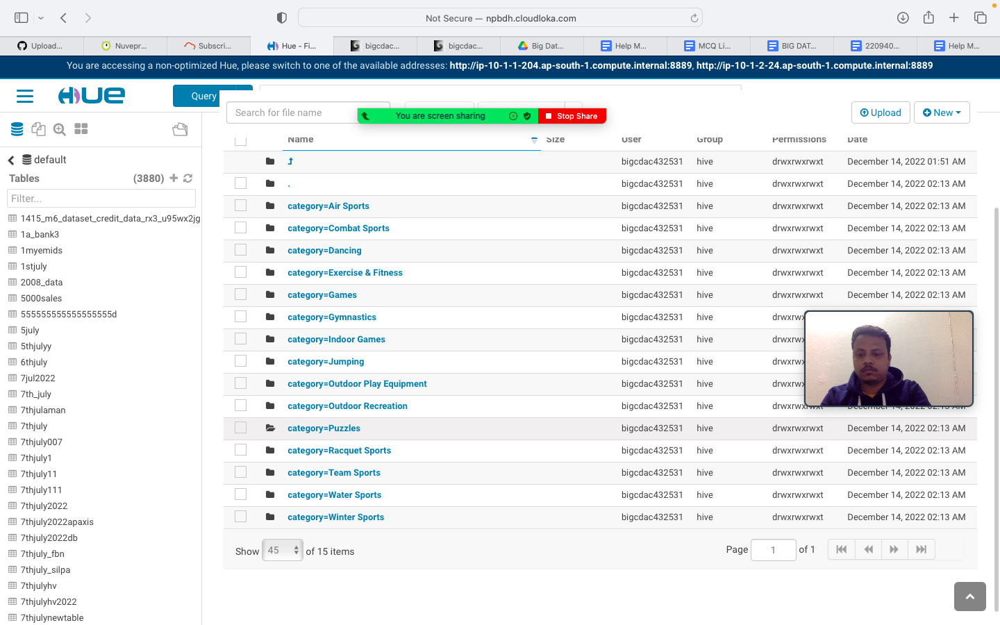 Not Secure — npbdh.cloudloka.com
Upload...
Nuvepr...
Subscri...
Hue - Fi...
bigcdac...
bigcdac...
Big Dat...
Help M...
MCQ Li...
BIG DAT...
220940...
Help M...
You are accessing a non-optimized Hue, please switch to one of the available addresses: http://ip-10-1-1-204.ap-south-1.compute.internal:8889, http://ip-10-1-2-24.ap-south-1.compute.internal:8889
HUE
Query
Search for file name
You are screen sharing
Stop Share
Upload
New
default
Tables (3880)
Filter...
1415_m6_dataset_credit_data_rx3_u95wx2jg
1a_bank3
1myemids
1stjuly
2008_data
5000sales
555555555555555555d
5july
5thjulyy
6thjuly
7jul2022
7th_july
7thjulaman
7thjuly
7thjuly007
7thjuly1
7thjuly11
7thjuly111
7thjuly2022
7thjuly2022apaxis
7thjuly2022db
7thjuly_fbn
7thjuly_silpa
7thjulyhv
7thjulyhv2022
7thjulynewtable
Name Size User Group Permissions Date
bigcdac432531 hive drwxrwxrwxt December 14, 2022 01:51 AM
. bigcdac432531 hive drwxrwxrwxt December 14, 2022 02:13 AM
category=Air Sports bigcdac432531 hive drwxrwxrwxt December 14, 2022 02:13 AM
category=Combat Sports bigcdac432531 hive drwxrwxrwxt December 14, 2022 02:13 AM
category=Dancing bigcdac432531 hive drwxrwxrwxt December 14, 2022 02:13 AM
category=Exercise & Fitness bigcdac432531 hive drwxrwxrwxt December 14, 2022 02:13 AM
category=Games bigcdac432531 hive drwxrwxrwxt December 14, 2022 02:13 AM
category=Gymnastics bigcdac432531 hive drwxrw
category=Indoor Games bigcdac432531 hive drwxrw
category=Jumping bigcdac432531 hive drwxrw
category=Outdoor Play Equipment bigcdac432531 hive drwxrw
category=Outdoor Recreation bigcdac432531 hive drwxrw December 14, 2022 02:13 AM
category=Puzzles bigcdac432531 hive drwxrwxrwxt December 14, 2022 02:13 AM
category=Racquet Sports bigcdac432531 hive drwxrwxrwxt December 14, 2022 02:13 AM
category=Team Sports bigcdac432531 hive drwxrwxrwxt December 14, 2022 02:13 AM
category=Water Sports bigcdac432531 hive drwxrwxrwxt December 14, 2022 02:13 AM
category=Winter Sports bigcdac432531 hive drwxrwxrwxt December 14, 2022 02:13 AM
Show 45 of 15 items
Page 1 of 1